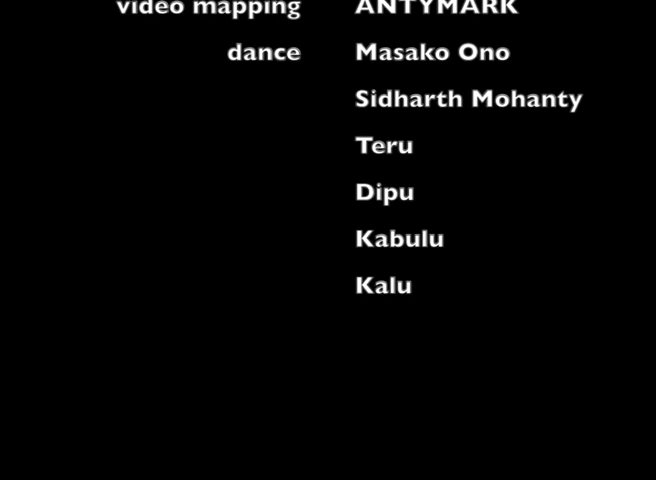 video mapping ANTYMARK
dance Masako Ono
Sidharth Mohanty
Teru
Dipu
Kabulu
Kalu